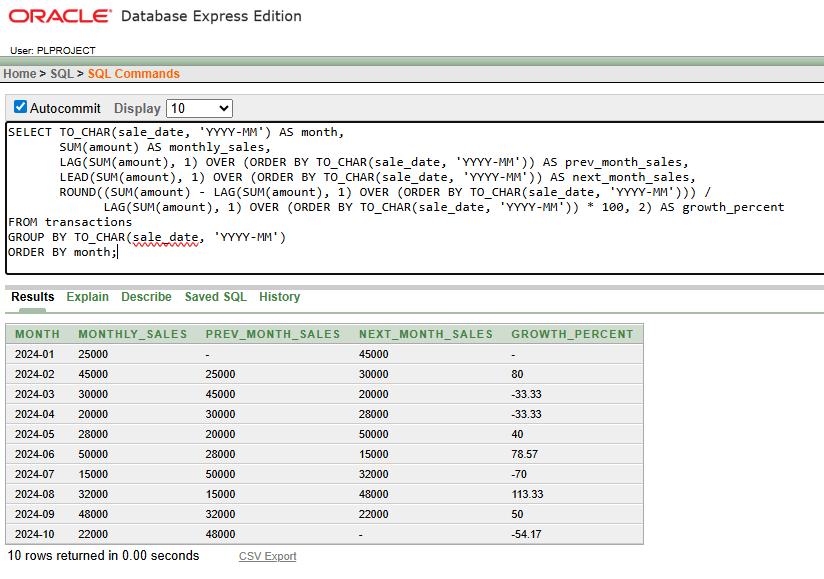 ORACLE® Database Express Edition
User: PLPROJECT
Home > SQL > SQL Commands
Autocommit Display 10
SELECT TO_CHAR(sale_date, 'YYYY-MM') AS month,
SUM(amount) AS monthly_sales,
LAG(SUM(amount), 1) OVER (ORDER BY TO_CHAR(sale_date, 'YYYY-MM')) AS prev_month_sales,
LEAD(SUM(amount), 1) OVER (ORDER BY TO_CHAR(sale_date, 'YYYY-MM')) AS next_month_sales,
ROUND((SUM(amount) - LAG(SUM(amount), 1) OVER (ORDER BY TO_CHAR(sale_date, 'YYYY-MM'))) /
LAG(SUM(amount), 1) OVER (ORDER BY TO_CHAR(sale_date, 'YYYY-MM')) * 100, 2) AS growth_percent
FROM transactions
GROUP BY TO_CHAR(sale_date, 'YYYY-MM')
ORDER BY month;
Results Explain Describe Saved SQL History
MONTH MONTHLY_SALES PREV_MONTH_SALES NEXT_MONTH_SALES GROWTH_PERCENT
2024-01 25000 - 45000 -
2024-02 45000 25000 30000 80
2024-03 30000 45000 20000 -33.33
2024-04 20000 30000 28000 -33.33
2024-05 28000 20000 50000 40
2024-06 50000 28000 15000 78.57
2024-07 15000 50000 32000 -70
2024-08 32000 15000 48000 113.33
2024-09 48000 32000 22000 50
2024-10 22000 48000 - -54.17
10 rows returned in 0.00 seconds CSV Export